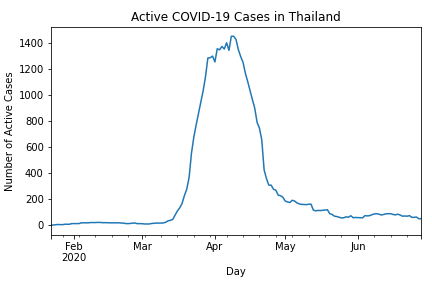 Active COVID-19 Cases in Thailand
Number of Active Cases
1400
1200
1000
800
600
400
200
0
Feb
2020
Mar
Apr
May
Jun
Day